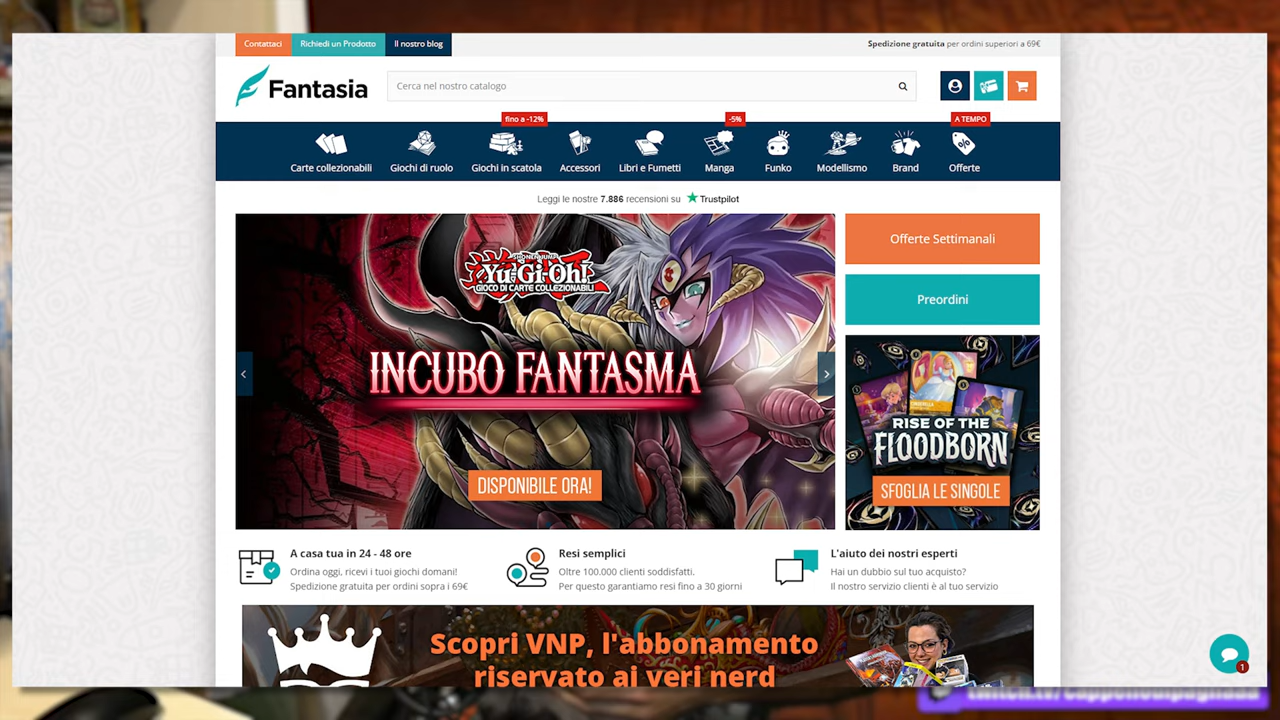 Contattaci
Richiedi un Prodotto
Il nostro blog
Spedizione gratuita per ordini superiori a 69€
Fantasia
Cerca nel nostro catalogo
fino a -12%
-5%
A TEMPO
Carte collezionabili
Giochi di ruolo
Giochi in scatola
Accessori
Libri e Fumetti
Manga
Funko
Modellismo
Brand
Offerte
Leggi le nostre 7.886 recensioni su Trustpilot
Yu-Gi-Oh!
GIOCO DI CARTE COLLEZIONABILI
INCUBO FANTASMA
DISPONIBILE ORA!
Offerte Settimanali
Preordini
RISE OF THE
FLOODBORN
SFOGLIA LE SINGOLE
A casa tua in 24 - 48 ore
Ordina oggi, ricevi i tuoi giochi domani!
Spedizione gratuita per ordini sopra i 69€
Resi semplici
Oltre 100.000 clienti soddisfatti.
Per questo garantiamo resi fino a 30 giorni
L'aiuto dei nostri esperti
Hai un dubbio sul tuo acquisto?
Il nostro servizio clienti è al tuo servizio
Scopri VNP, l'abbonamento
riservato ai veri nerd
1